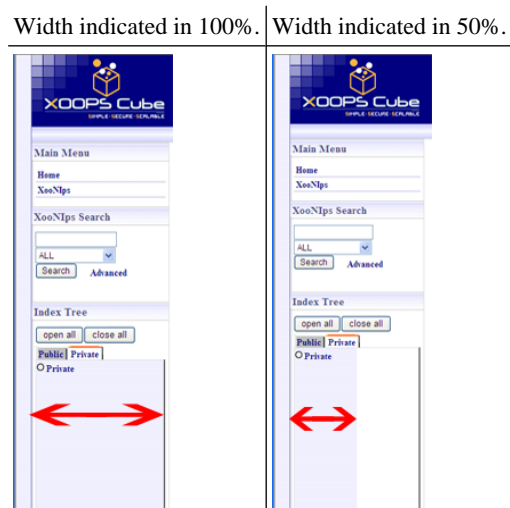 Width indicated in 100%.
Width indicated in 50%.
XOOPS Cube
SIMPLE SECURE SCALABLE
Main Menu
Home
XooNIps
XooNIps Search
ALL
Search Advanced
Index Tree
open all close all
Public Private
Private
XOOPS Cube
SIMPLE SECURE SCALABLE
Main Menu
Home
XooNIps
XooNIps Search
ALL
Search Advanced
Index Tree
open all close all
Public Private
Private